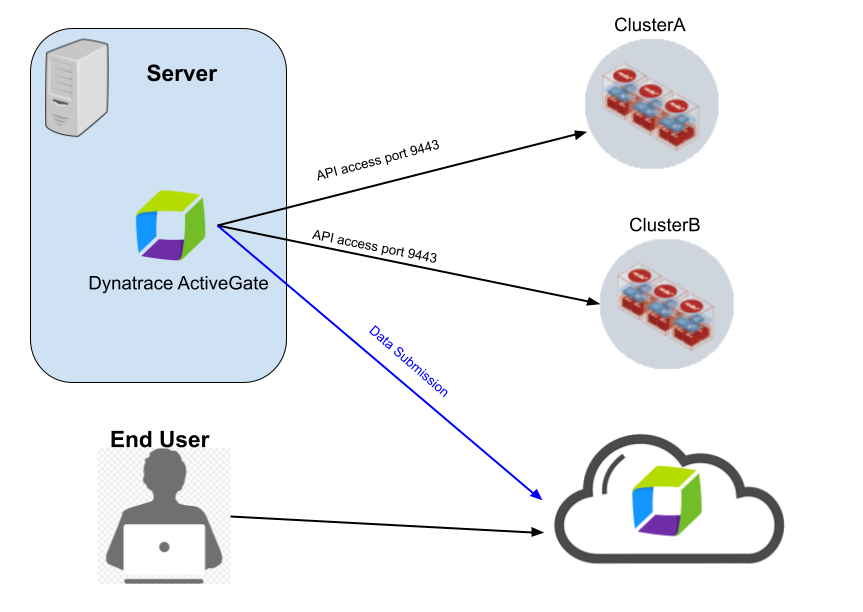 ClusterA
Server
API access port 9443
ClusterB
API access port 9443
Dynatrace ActiveGate
Data Submission
End User